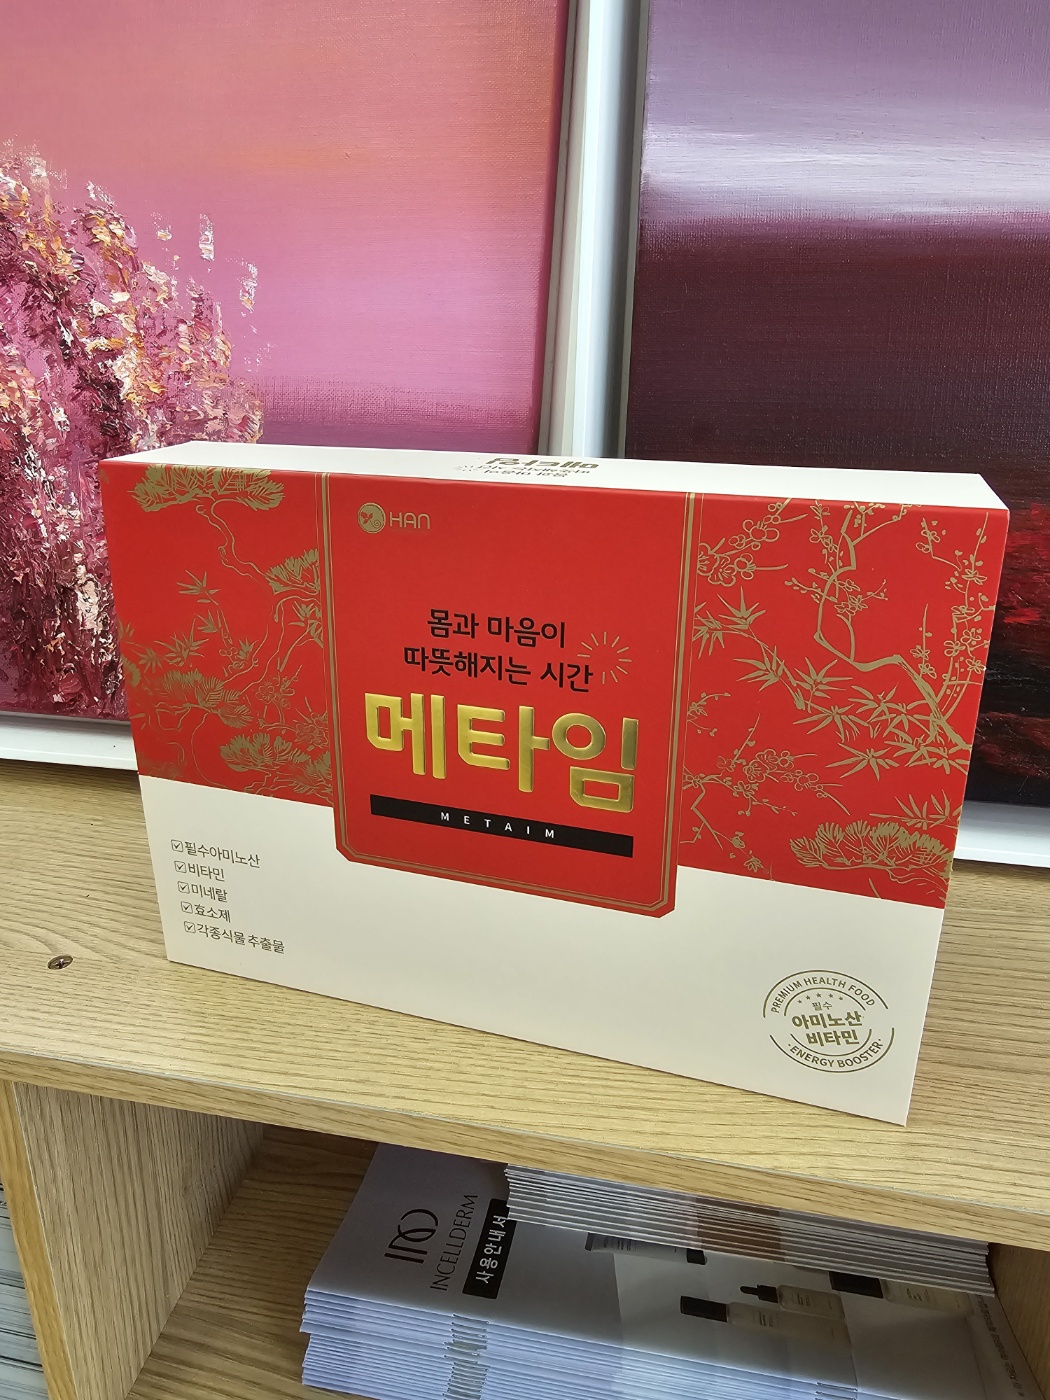 HAN
몸과 마음이
따뜻해지는 시간
메타임
METAIM
필수아미노산
비타민
미네랄
효소제
각종식물 추출물
PREMIUM HEALTH FOOD
필수
아미노산
비타민
ENERGY BOOSTER
INCELLDERM
사용안내서